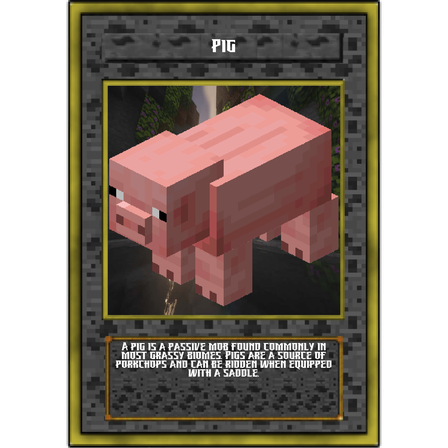 PIG
A PIG IS A PASSIVE MOB FOUND COMMONLY IN
MOST GRASSY BIOMES. PIGS ARE A SOURCE OF
PORKCHOPS AND CAN BE RIDDEN WHEN EQUIPPED
WITH A SADDLE.